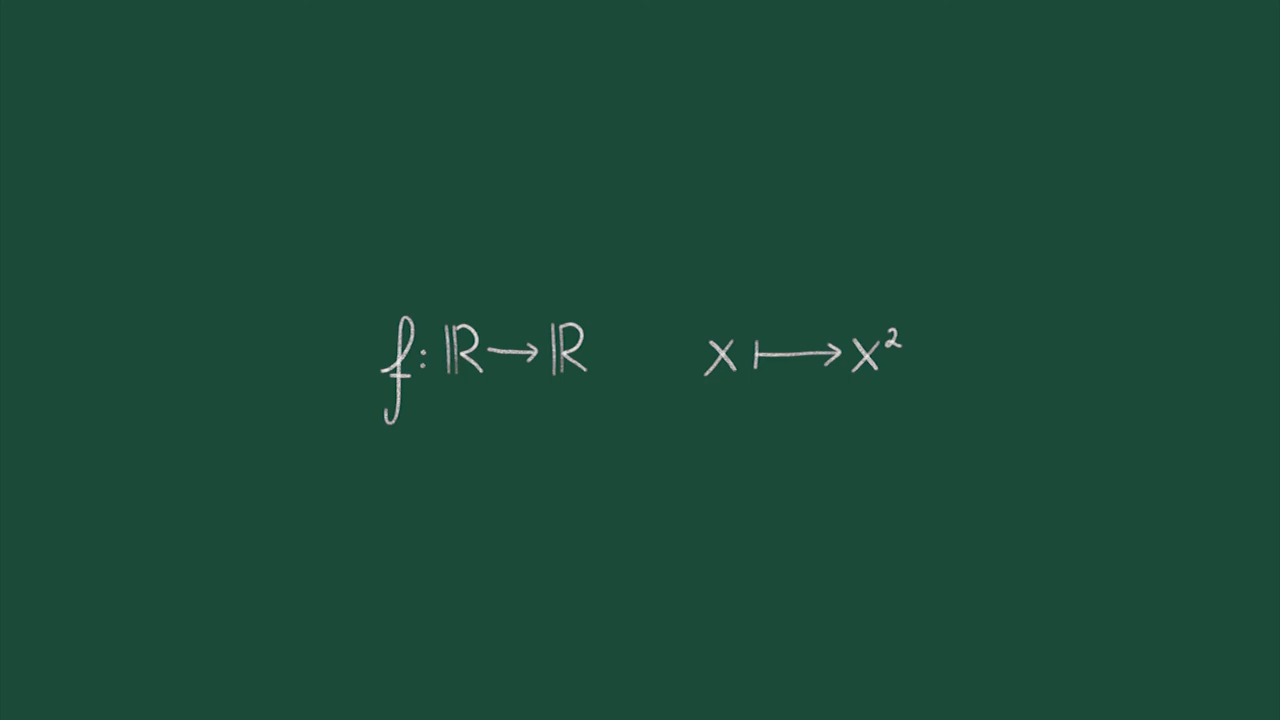 f: ℝ → ℝ x ⟼ x²